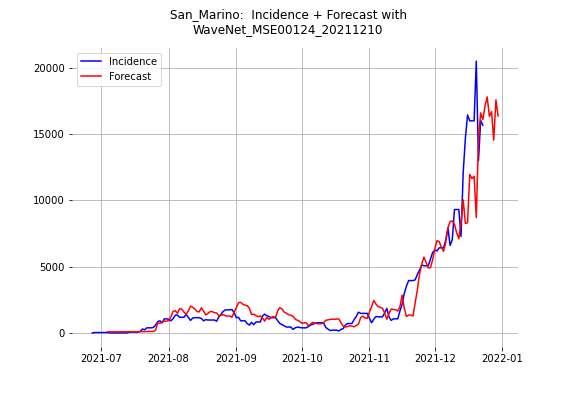 San_Marino:  Incidence + Forecast with
WaveNet_MSE00124_20211210
Incidence
Forecast
20000
15000
10000
5000
0
2021-07 2021-08 2021-09 2021-10 2021-11 2021-12 2022-01